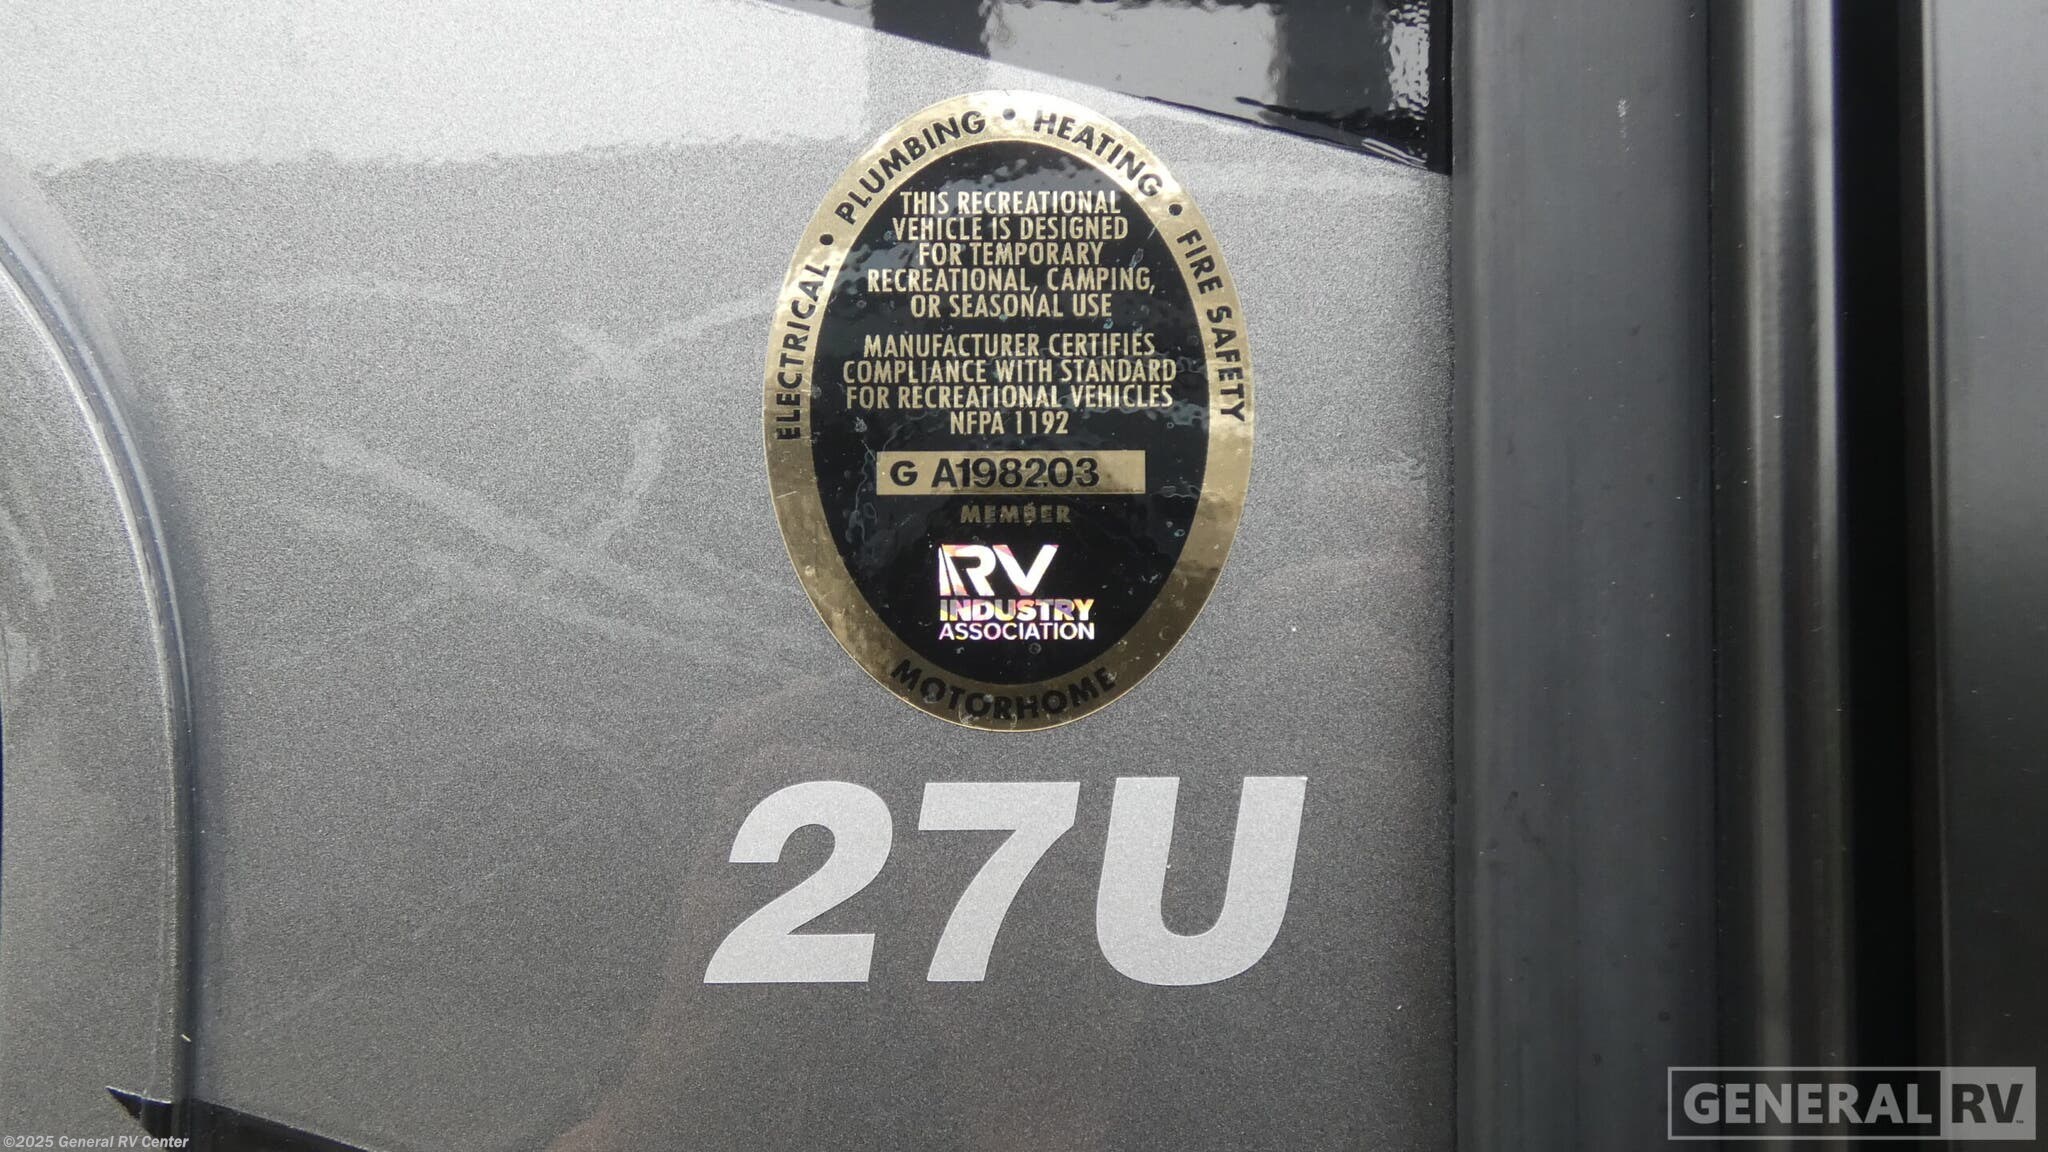 ELECTRICAL • PLUMBING • HEATING • FIRE SAFETY
THIS RECREATIONAL
VEHICLE IS DESIGNED
FOR TEMPORARY
RECREATIONAL, CAMPING,
OR SEASONAL USE
MANUFACTURER CERTIFIES
COMPLIANCE WITH STANDARD
FOR RECREATIONAL VEHICLES
NFPA 1192
G A198203
MEMBER
RV
INDUSTRY
ASSOCIATION
MOTORHOME
27U
GENERAL RV
©2025 General RV Center